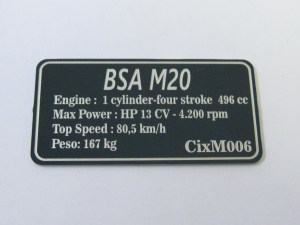 BSA M20
Engine : 1 cylinder-four stroke 496 cc
Max Power : HP 13 CV - 4.200 rpm
Top Speed : 80,5 km/h
Peso: 167 kg
CixM006